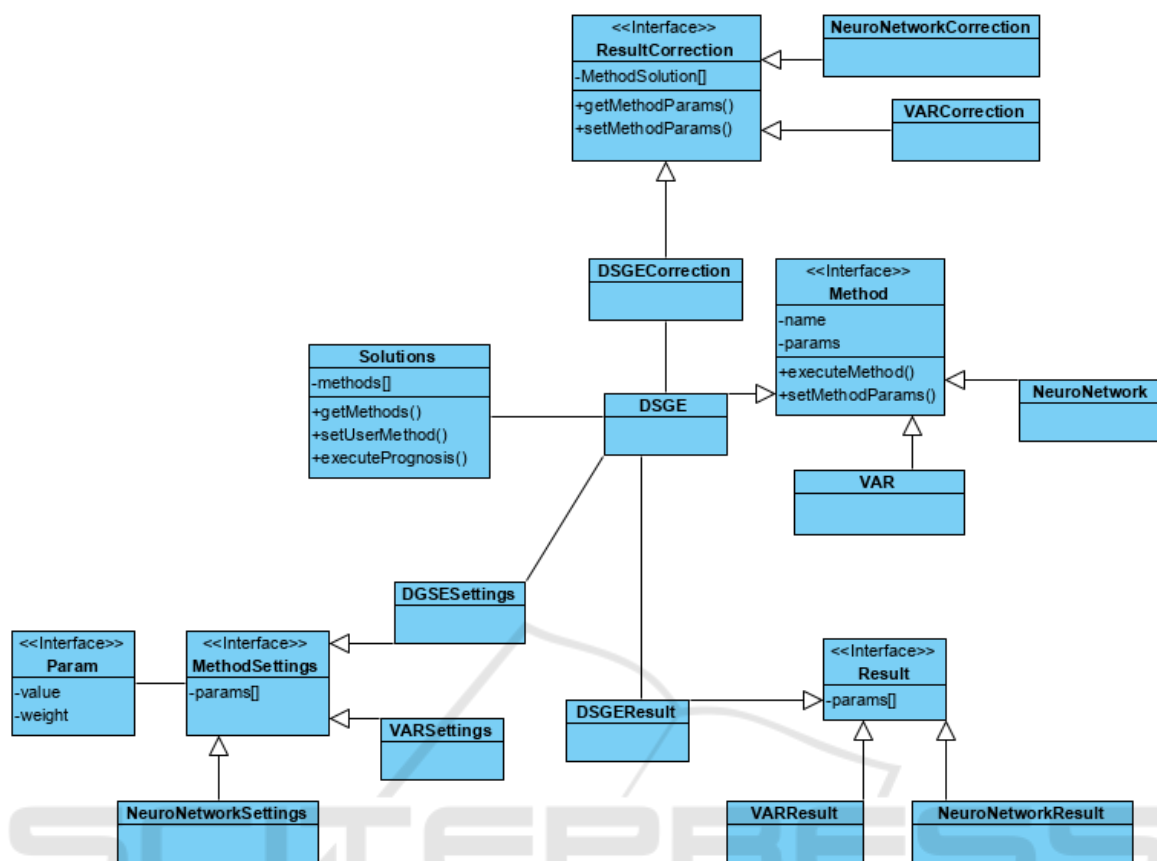 <<Interface>>
ResultCorrection
-MethodSolution[]
+getMethodParams()
+setMethodParams()
NeuroNetworkCorrection
VARCorrection
DSGECorrection
<<Interface>>
Method
-name
-params
+executeMethod()
+setMethodParams()
Solutions
-methods[]
+getMethods()
+setUserMethod()
+executePrognosis()
DSGE
NeuroNetwork
VAR
DGSESettings
<<Interface>>
Param
-value
-weight
<<Interface>>
MethodSettings
-params[]
<<Interface>>
Result
-params[]
DSGEResult
VARSettings
NeuroNetworkSettings
VARResult
NeuroNetworkResult
SCITEPRESS